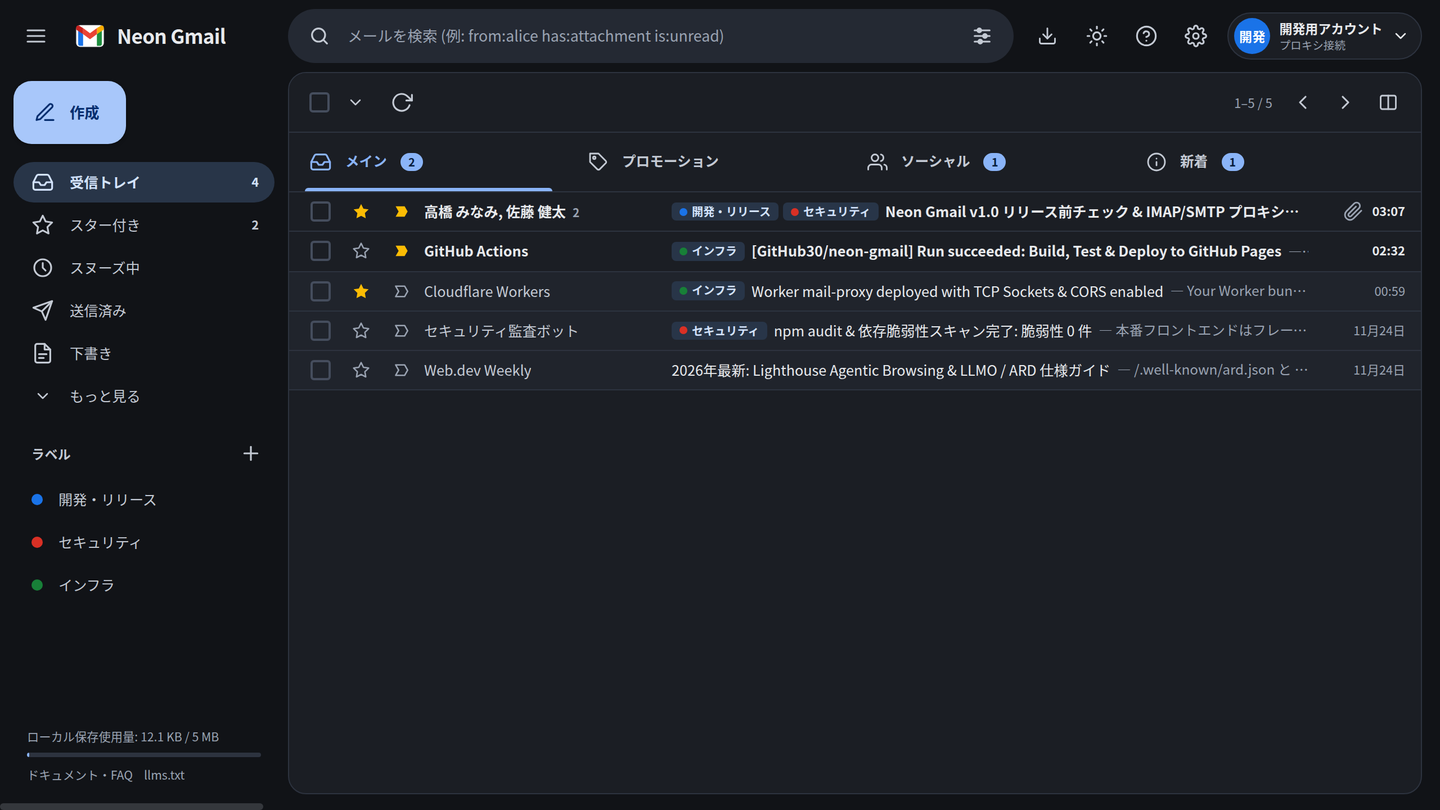 Neon Gmail
メールを検索 (例: from:alice has:attachment is:unread)
開発
開発用アカウント
プロキシ接続
作成
受信トレイ 4
スター付き 2
スヌーズ中
送信済み
下書き
もっと見る
ラベル
開発・リリース
セキュリティ
インフラ
ローカル保存使用量: 12.1 KB / 5 MB
ドキュメント・FAQ llms.txt
1–5 / 5
メイン 2
プロモーション
ソーシャル 1
新着 1
高橋 みなみ, 佐藤 健太 2 開発・リリース セキュリティ Neon Gmail v1.0 リリース前チェック & IMAP/SMTP プロキシ… 03:07
GitHub Actions インフラ [GitHub30/neon-gmail] Run succeeded: Build, Test & Deploy to GitHub Pages —… 02:32
Cloudflare Workers インフラ Worker mail-proxy deployed with TCP Sockets & CORS enabled — Your Worker bun… 00:59
セキュリティ監査ボット セキュリティ npm audit & 依存脆弱性スキャン完了: 脆弱性 0 件 — 本番フロントエンドはフレー… 11月24日
Web.dev Weekly 2026年最新: Lighthouse Agentic Browsing & LLMO / ARD 仕様ガイド — /.well-known/ard.json と … 11月24日